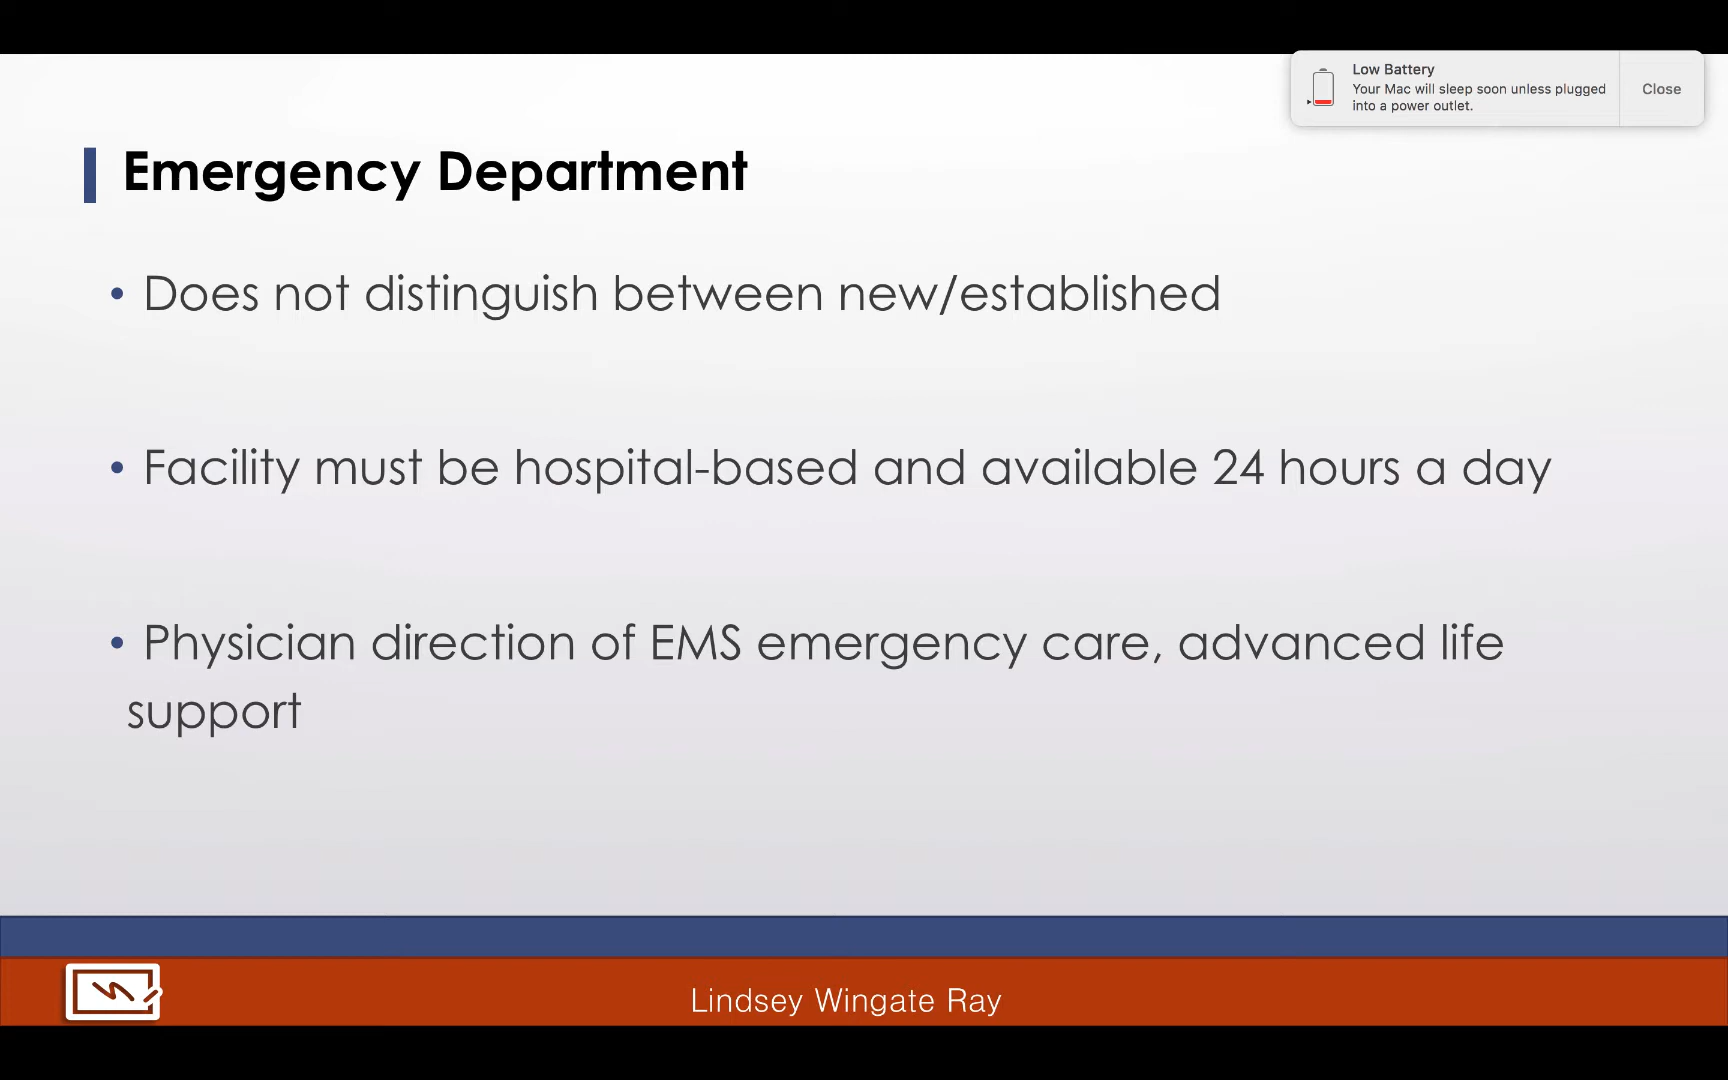 Low Battery
Your Mac will sleep soon unless plugged
into a power outlet.
Close
Emergency Department
• Does not distinguish between new/established
• Facility must be hospital-based and available 24 hours a day
• Physician direction of EMS emergency care, advanced life
support
Lindsey Wingate Ray